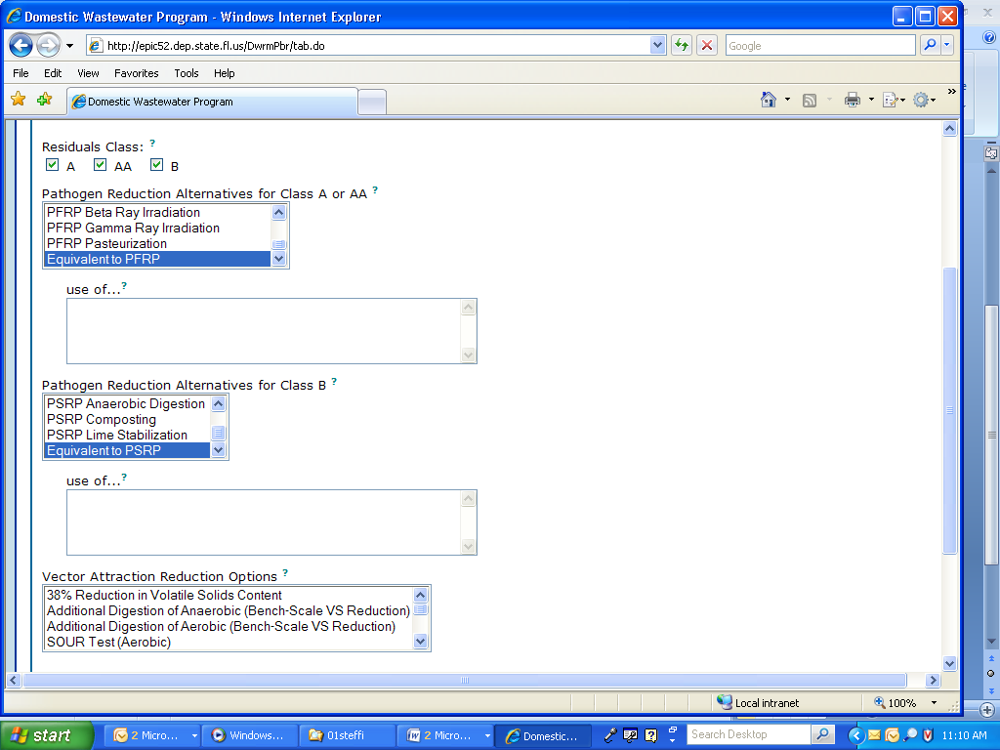 Domestic Wastewater Program - Windows Internet Explorer
http://epic52.dep.state.fl.us/DwrmPbr/tab.do
Google
File Edit View Favorites Tools Help
Domestic Wastewater Program
Residuals Class: ?
A AA B
Pathogen Reduction Alternatives for Class A or AA ?
PFRP Beta Ray Irradiation
PFRP Gamma Ray Irradiation
PFRP Pasteurization
Equivalent to PFRP
use of...?
Pathogen Reduction Alternatives for Class B ?
PSRP Anaerobic Digestion
PSRP Composting
PSRP Lime Stabilization
Equivalent to PSRP
use of...?
Vector Attraction Reduction Options ?
38% Reduction in Volatile Solids Content
Additional Digestion of Anaerobic (Bench-Scale VS Reduction)
Additional Digestion of Aerobic (Bench-Scale VS Reduction)
SOUR Test (Aerobic)
Local intranet 100%
start 2 Micro... Windows... 01steffi 2 Micro... Domestic... Search Desktop 11:10 AM